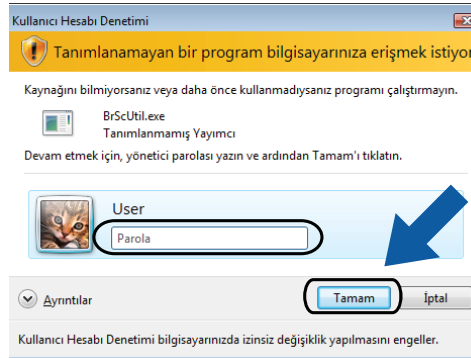 Kullanıcı Hesabı Denetimi
Tanımlanamayan bir program bilgisayarınıza erişmek istiyor
Kaynağını bilmiyorsanız veya daha önce kullanmadıysanız programı çalıştırmayın.
BrScUtil.exe
Tanımlanmamış Yayımcı
Devam etmek için, yönetici parolası yazın ve ardından Tamam'ı tıklatın.
User
Parola
Ayrıntılar Tamam İptal
Kullanıcı Hesabı Denetimi bilgisayarınızda izinsiz değişiklik yapılmasını engeller.